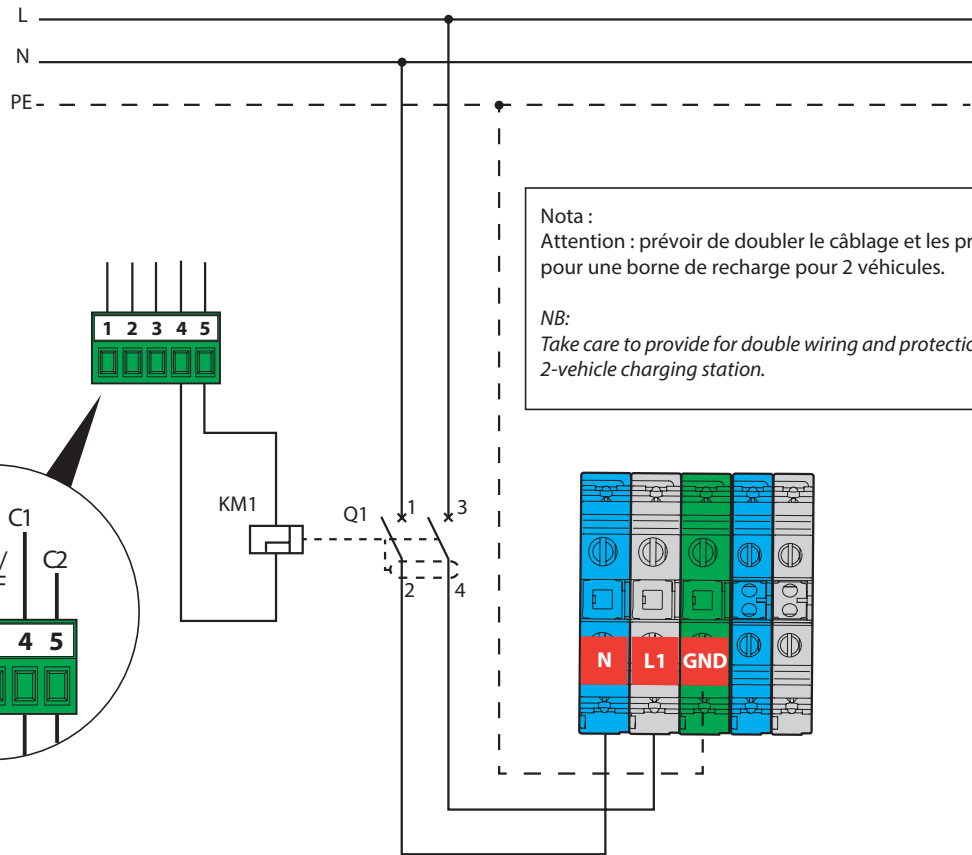 L
N
PE
Nota :
Attention : prévoir de doubler le câblage et les
pour une borne de recharge pour 2 véhicules.
NB:
Take care to provide for double wiring and
2-vehicle charging station.
1 2 3 4 5
KM1
Q1
1
3
2
4
C1
C2
4 5
N
L1
GND